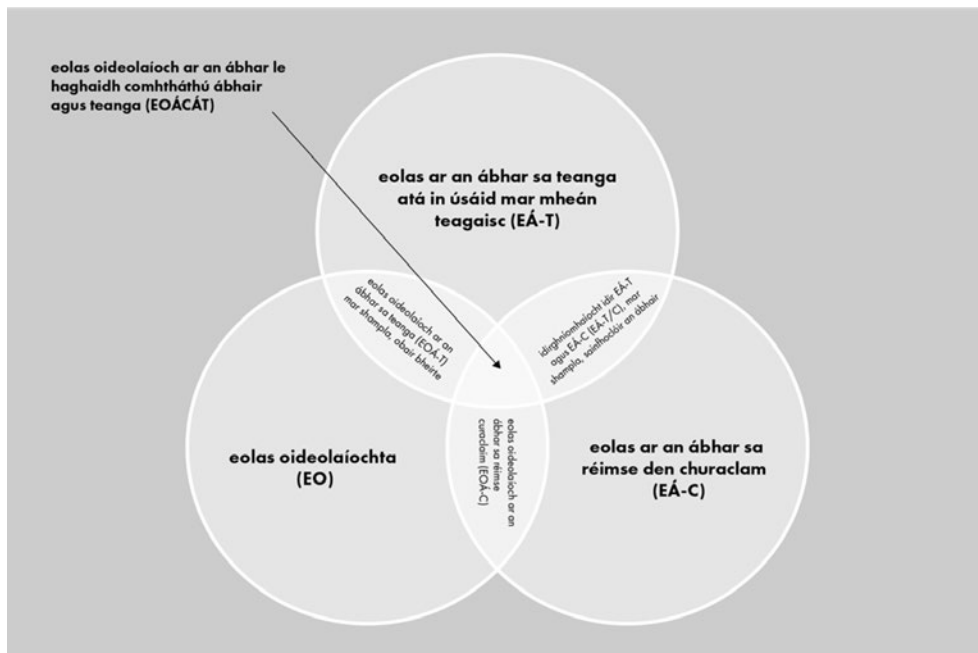 eolas oideolaíoch ar an ábhar le
haghaidh comhtháthú ábhair
agus teanga (EOÁCÁT)
eolas ar an ábhar sa teanga
atá in úsáid mar mheán
teagaisc (EÁ-T)
eolas oideolaíoch ar an
ábhar sa teanga (EOÁ-T)
mar shampla, obair bheirte
idirghníomhaíocht idir EÁ-T
agus EÁ-C (EÁ-T/C), mar
shampla, sainfhoclóir an ábhair
eolas oideolaíochta
(EO)
eolas oideolaíoch ar an
ábhar sa réimse
curaclaim (EOÁ-C)
eolas ar an ábhar sa
réimse den churaclam
(EÁ-C)